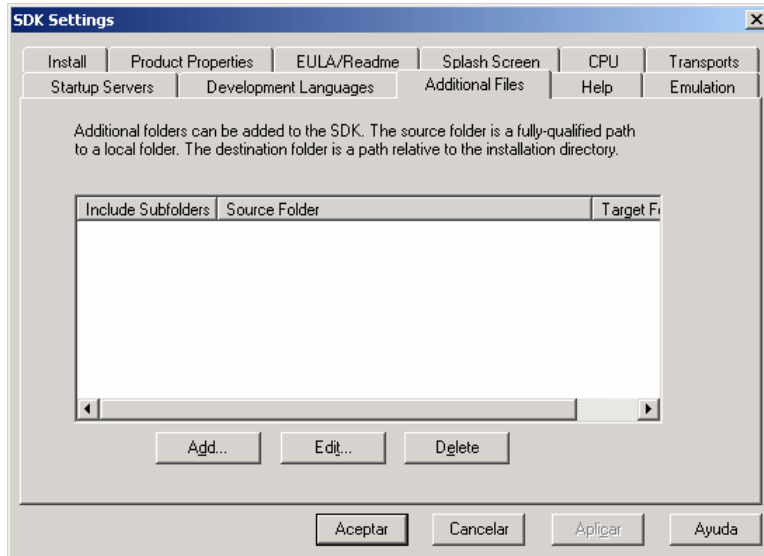 SDK Settings
Install Product Properties EULA/Readme Splash Screen CPU Transports
Startup Servers Development Languages Additional Files Help Emulation
Additional folders can be added to the SDK. The source folder is a fully-qualified path
to a local folder. The destination folder is a path relative to the installation directory.
Include Subfolders Source Folder Target F
Add... Edit... Delete
Aceptar Cancelar Aplicar Ayuda